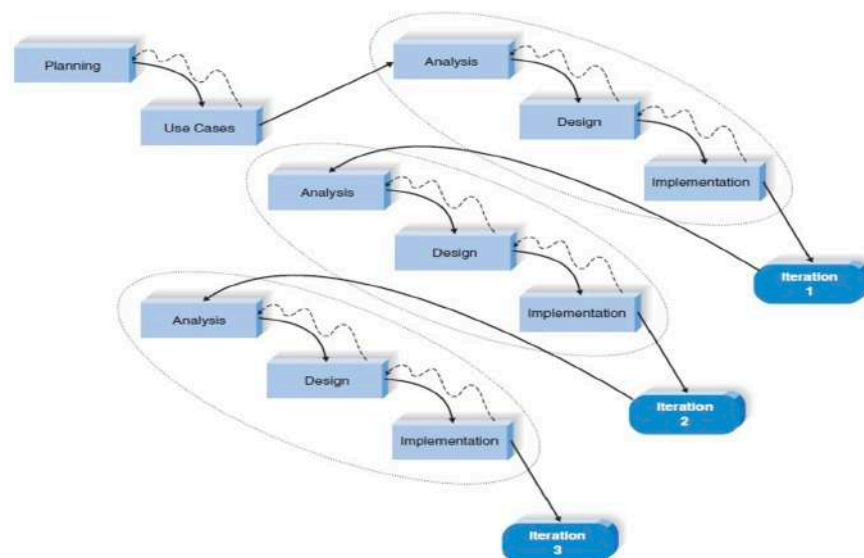 Planning
Use Cases
Analysis
Design
Implementation
Iteration
1
Analysis
Design
Implementation
Iteration
2
Analysis
Design
Implementation
Iteration
3